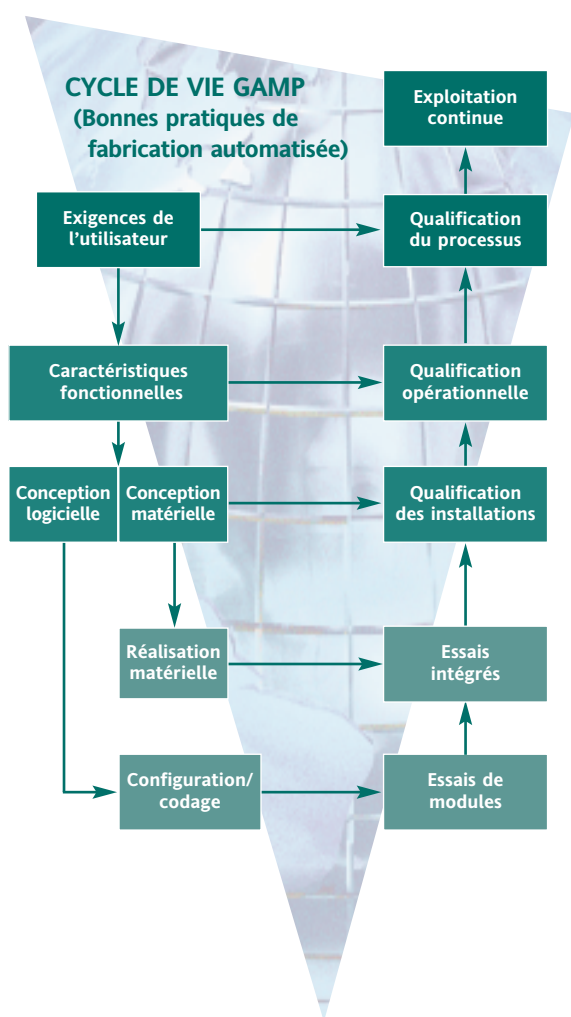 CYCLE DE VIE GAMP
(Bonnes pratiques de
fabrication automatisée)
Exploitation
continue
Exigences de
l'utilisateur
Qualification
du processus
Caractéristiques
fonctionnelles
Qualification
opérationnelle
Conception
logicielle
Conception
matérielle
Qualification
des installations
Réalisation
matérielle
Essais
intégrés
Configuration/
codage
Essais de
modules